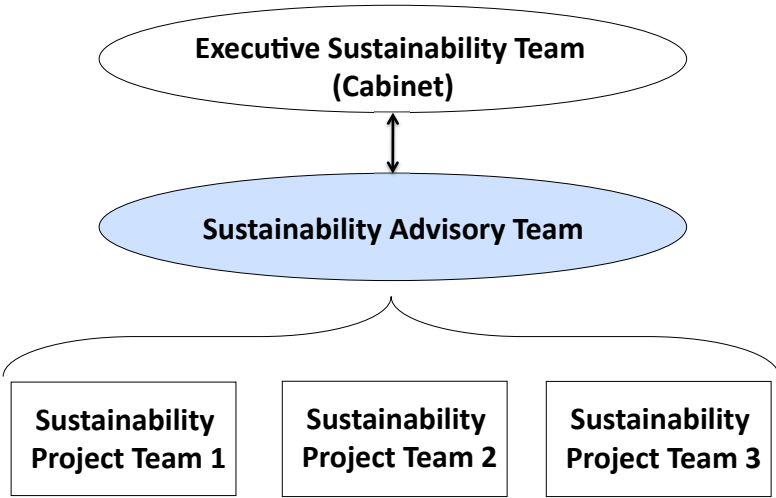 Executive Sustainability Team
(Cabinet)
Sustainability Advisory Team
Sustainability
Project Team 1
Sustainability
Project Team 2
Sustainability
Project Team 3